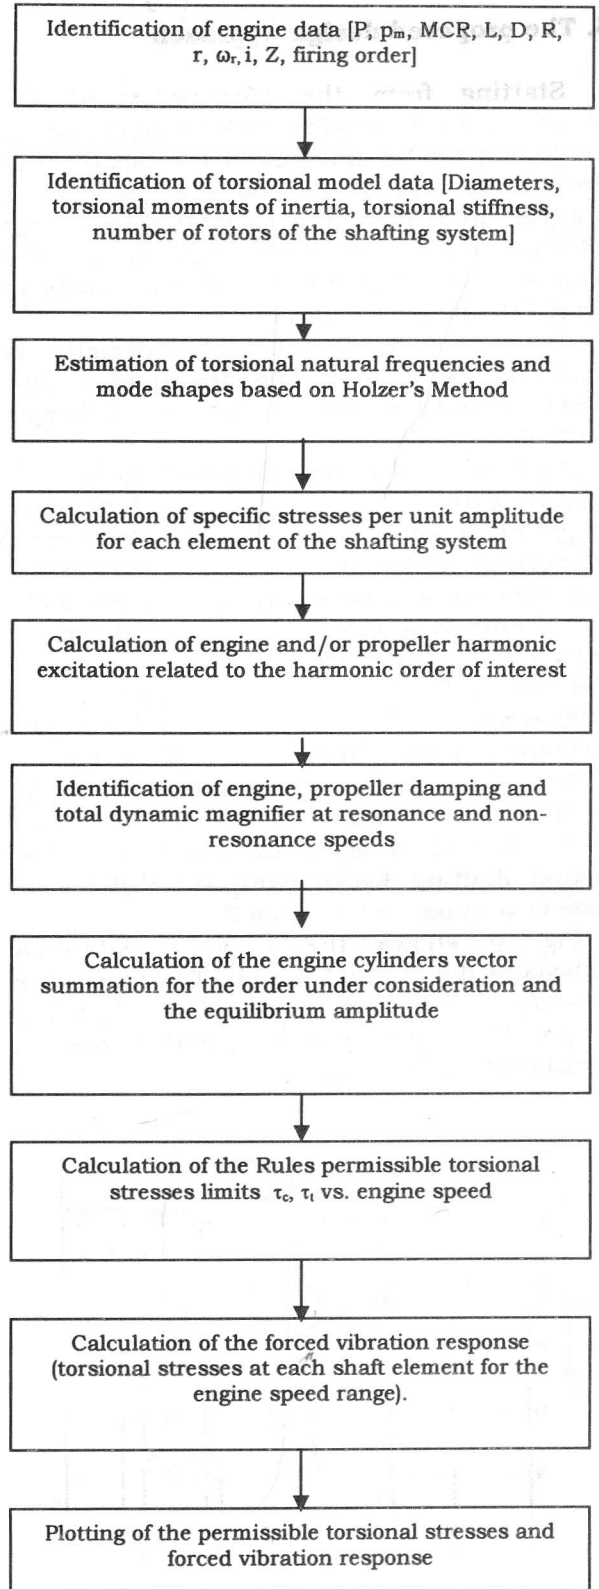 Identification of engine data [P, pm, MCR, L, D, R,
r, ωr, i, Z, firing order]
Identification of torsional model data [Diameters,
torsional moments of inertia, torsional stiffness,
number of rotors of the shafting system]
Estimation of torsional natural frequencies and
mode shapes based on Holzer's Method
Calculation of specific stresses per unit amplitude
for each element of the shafting system
Calculation of engine and/or propeller harmonic
excitation related to the harmonic order of interest
Identification of engine, propeller damping and
total dynamic magnifier at resonance and non-
resonance speeds
Calculation of the engine cylinders vector
summation for the order under consideration and
the equilibrium amplitude
Calculation of the Rules permissible torsional
stresses limits τc, τt vs. engine speed
Calculation of the forced vibration response
(torsional stresses at each shaft element for the
engine speed range).
Plotting of the permissible torsional stresses and
forced vibration response